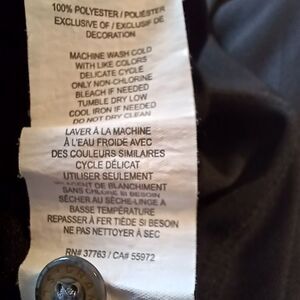 100% POLYESTER / POLIÉSTER
EXCLUSIVE OF / EXCLUSIF DE
DECORATION
MACHINE WASH COLD
WITH LIKE COLORS
DELICATE CYCLE
ONLY NON-CHLORINE
BLEACH IF NEEDED
TUMBLE DRY LOW
COOL IRON IF NEEDED
DO NOT DRY CLEAN
LAVER À LA MACHINE
À L'EAU FROIDE AVEC
DES COULEURS SIMILAIRES
CYCLE DÉLICAT
UTILISER SEULEMENT
DE BLANCHIMENT
SANS CHLORE SI BESOIN
SÉCHER AU SÈCHE-LINGE À
BASSE TEMPÉRATURE
REPASSER À FER TIÈDE SI BESOIN
NE PAS NETTOYER À SEC
RN# 37763 / CA# 55972